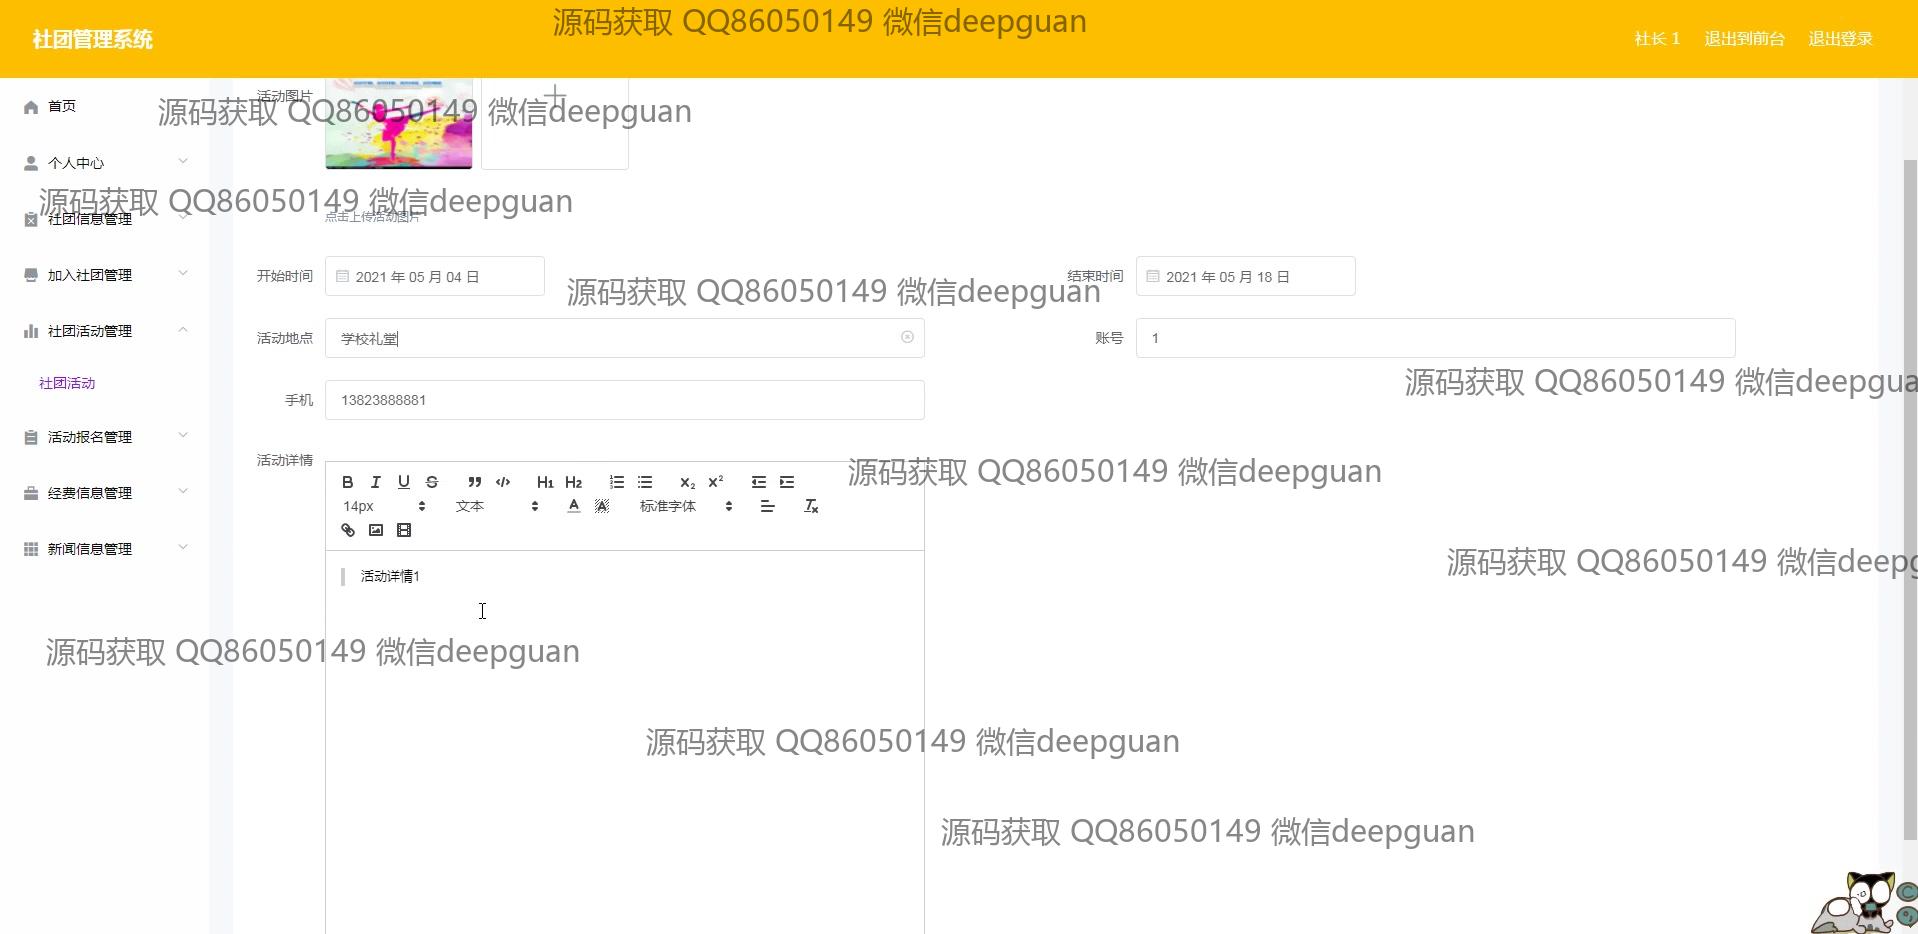 社团管理系统
源码获取 QQ86050149 微信deepguan
社长 1 退出到前台 退出登录
首页
活动图片
源码获取 QQ86050149 微信deepguan
个人中心
源码获取 QQ86050149 微信deepguan
社团信息管理
点击上传活动图片
加入社团管理
开始时间 2021 年 05 月 04 日
结束时间 2021 年 05 月 18 日
源码获取 QQ86050149 微信deepguan
社团活动管理
活动地点 学校礼堂
账号 1
社团活动
源码获取 QQ86050149 微信deepgua
手机 13823888881
活动报名管理
活动详情
源码获取 QQ86050149 微信deepguan
B I U S H1 H2 X2 X2
14px 文本 A A 标准字体 Tx
经费信息管理
新闻信息管理
源码获取 QQ86050149 微信deepg
活动详情1
源码获取 QQ86050149 微信deepguan
源码获取 QQ86050149 微信deepguan
源码获取 QQ86050149 微信deepguan